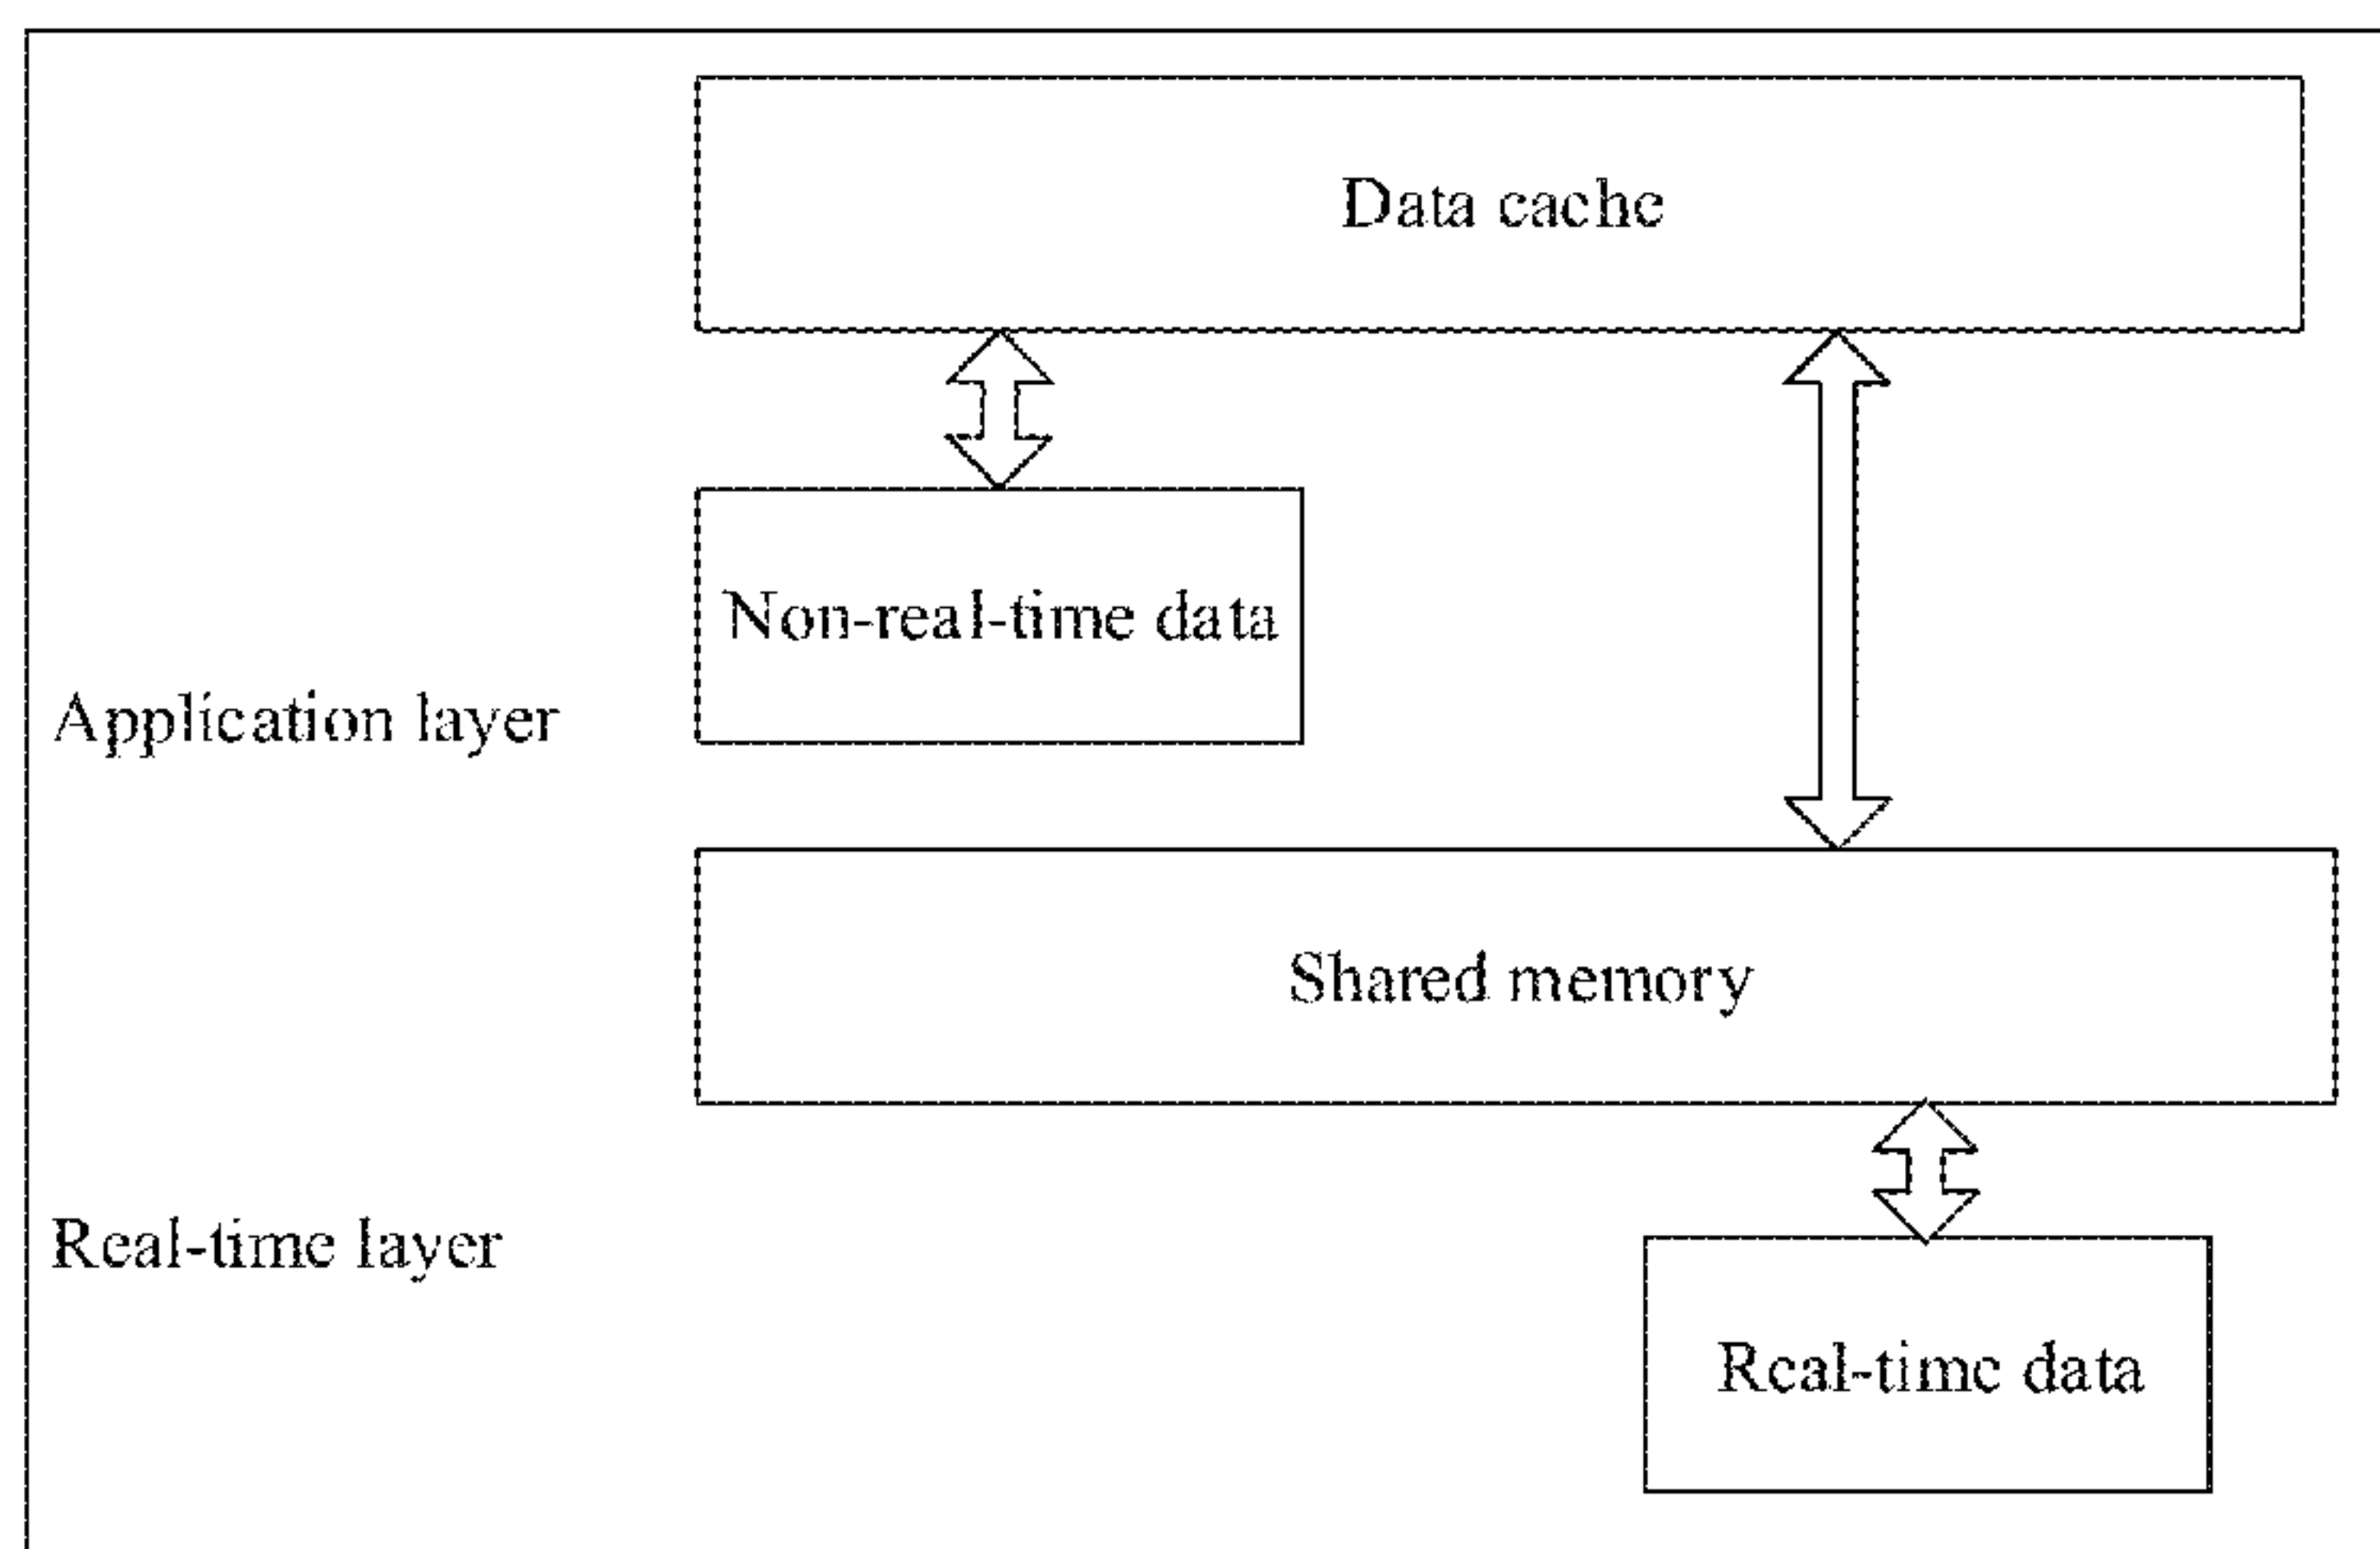 Data cache
Non-real-time data
Application layer
Shared memory
Real-time layer
Real-time data